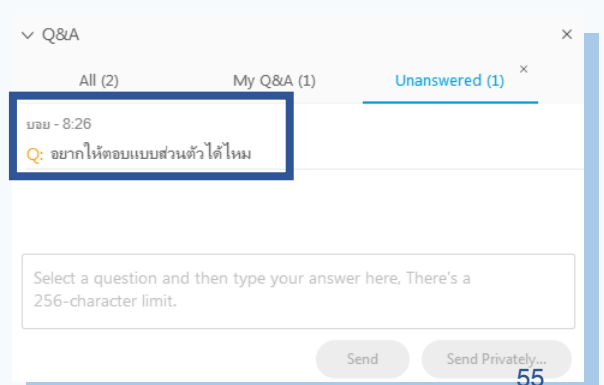 Q&A
All (2) My Q&A (1) Unanswered (1)
บอย - 8:26
Q: อยากให้ตอบแบบส่วนตัวได้ไหม
Select a question and then type your answer here, There's a
256-character limit.
Send Send Privately...
55